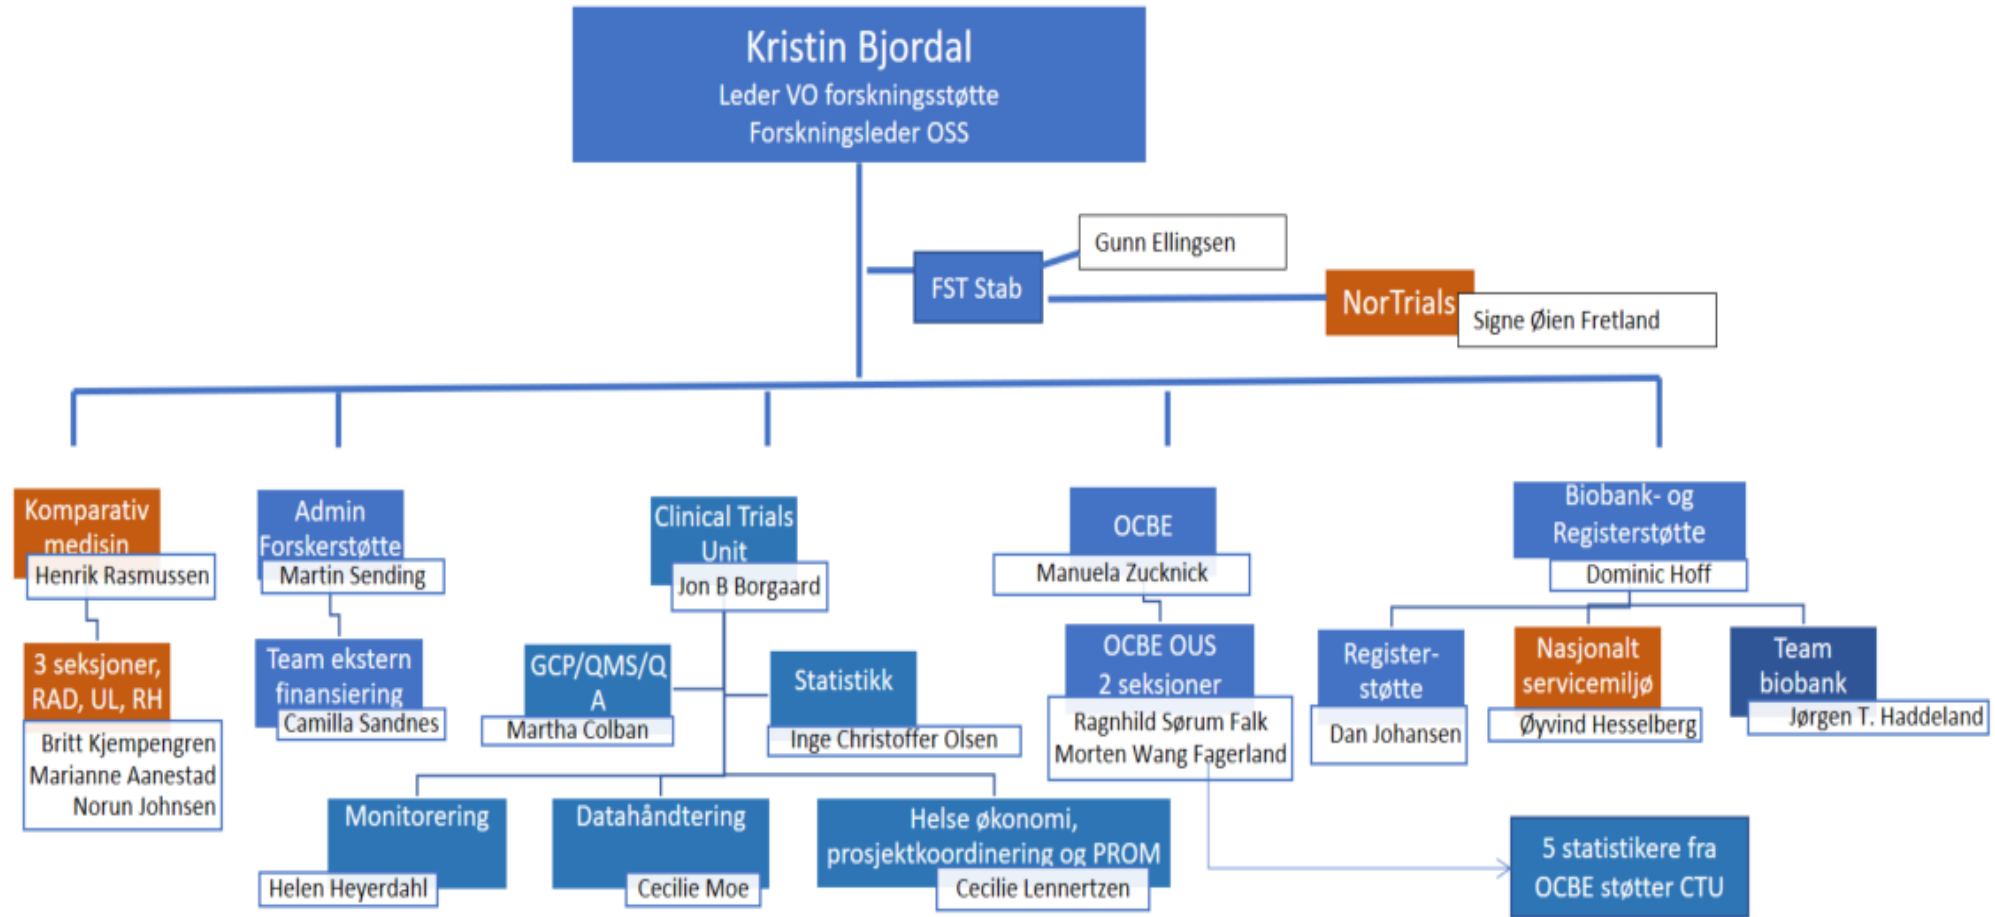 Kristin Bjordal
Leder VO forskningsstøtte
Forskningsleder OSS
Gunn Ellingsen
FST Stab
NorTrials
Signe Øien Fretland
Komparativ
medisin
Henrik Rasmussen
3 seksjoner,
RAD, UL, RH
Britt Kjempengren
Marianne Aanestad
Norun Johnsen
Admin
Forskerstøtte
Martin Sending
Team ekstern
finansiering
Camilla Sandnes
Clinical Trials
Unit
Jon B Borgaard
GCP/QMS/Q
A
Martha Colban
Statistikk
Inge Christoffer Olsen
Monitorering
Helen Heyerdahl
Datahåndtering
Cecilie Moe
Helse økonomi,
prosjektkoordinering og PROM
Cecilie Lennertzen
OCBE
Manuela Zucknick
OCBE OUS
2 seksjoner
Ragnhild Sørum Falk
Morten Wang Fagerland
5 statistikere fra
OCBE støtter CTU
Biobank- og
Registerstøtte
Dominic Hoff
Register-
støtte
Dan Johansen
Nasjonalt
servicemiljø
Øyvind Hesselberg
Team
biobank
Jørgen T. Haddeland